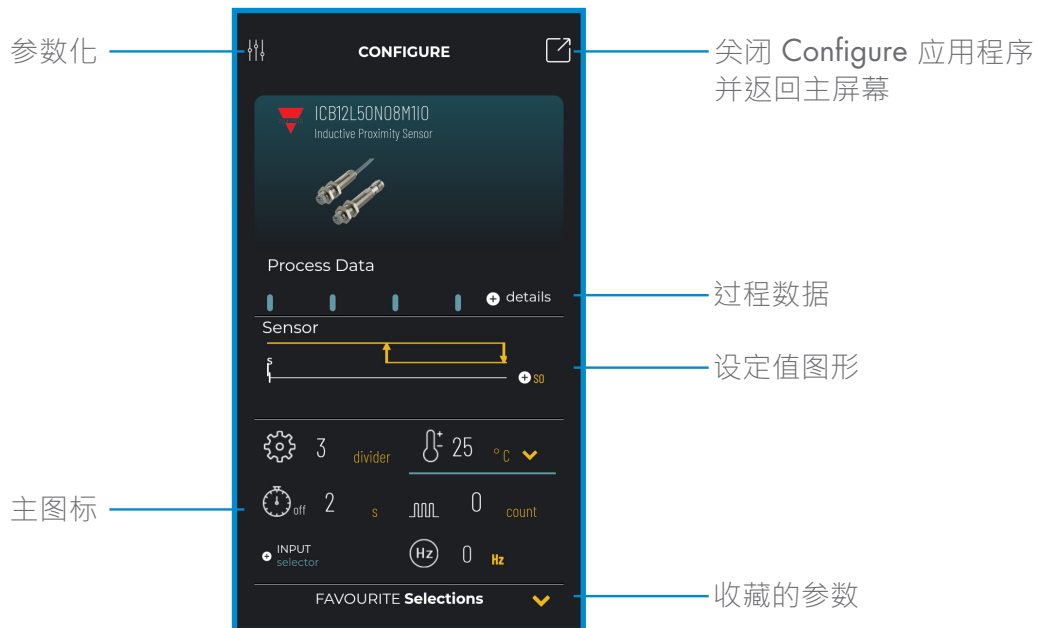 参数化
CONFIGURE
关闭 Configure 应用程序
并返回主屏幕
ICB12L50N08M1IO
Inductive Proximity Sensor
Process Data
details
过程数据
Sensor
s
so
设定值图形
3 divider
25 °C
主图标
off 2 s
0 count
INPUT
selector
Hz 0 Hz
FAVOURITE Selections
收藏的参数